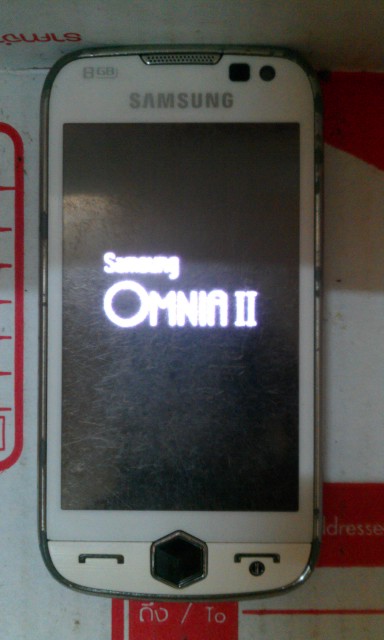 8GB
SAMSUNG
Samsung
OMNIA II
ถึง / To